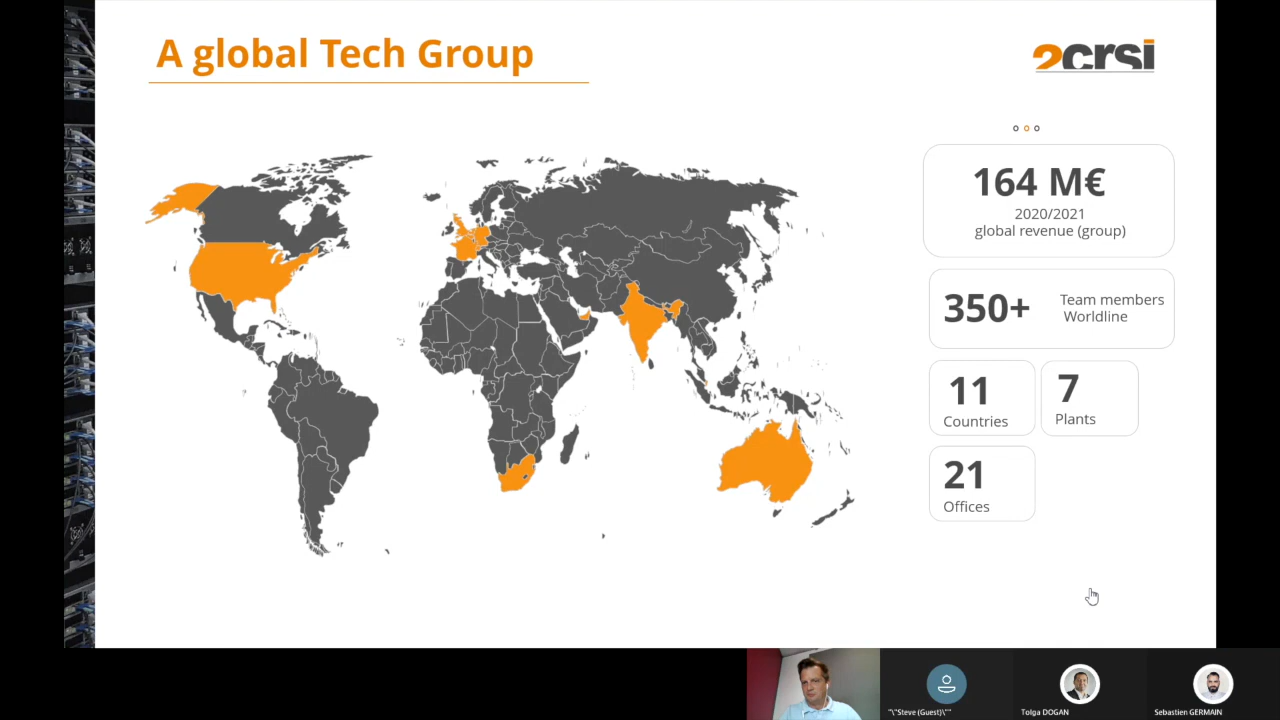 A global Tech Group
2crsi
164 M€
2020/2021
global revenue (group)
350+
Team members
Worldline
11
Countries
7
Plants
21
Offices
"\"Steve (Guest)\""
Tolga DOGAN
Sebastien GERMAIN